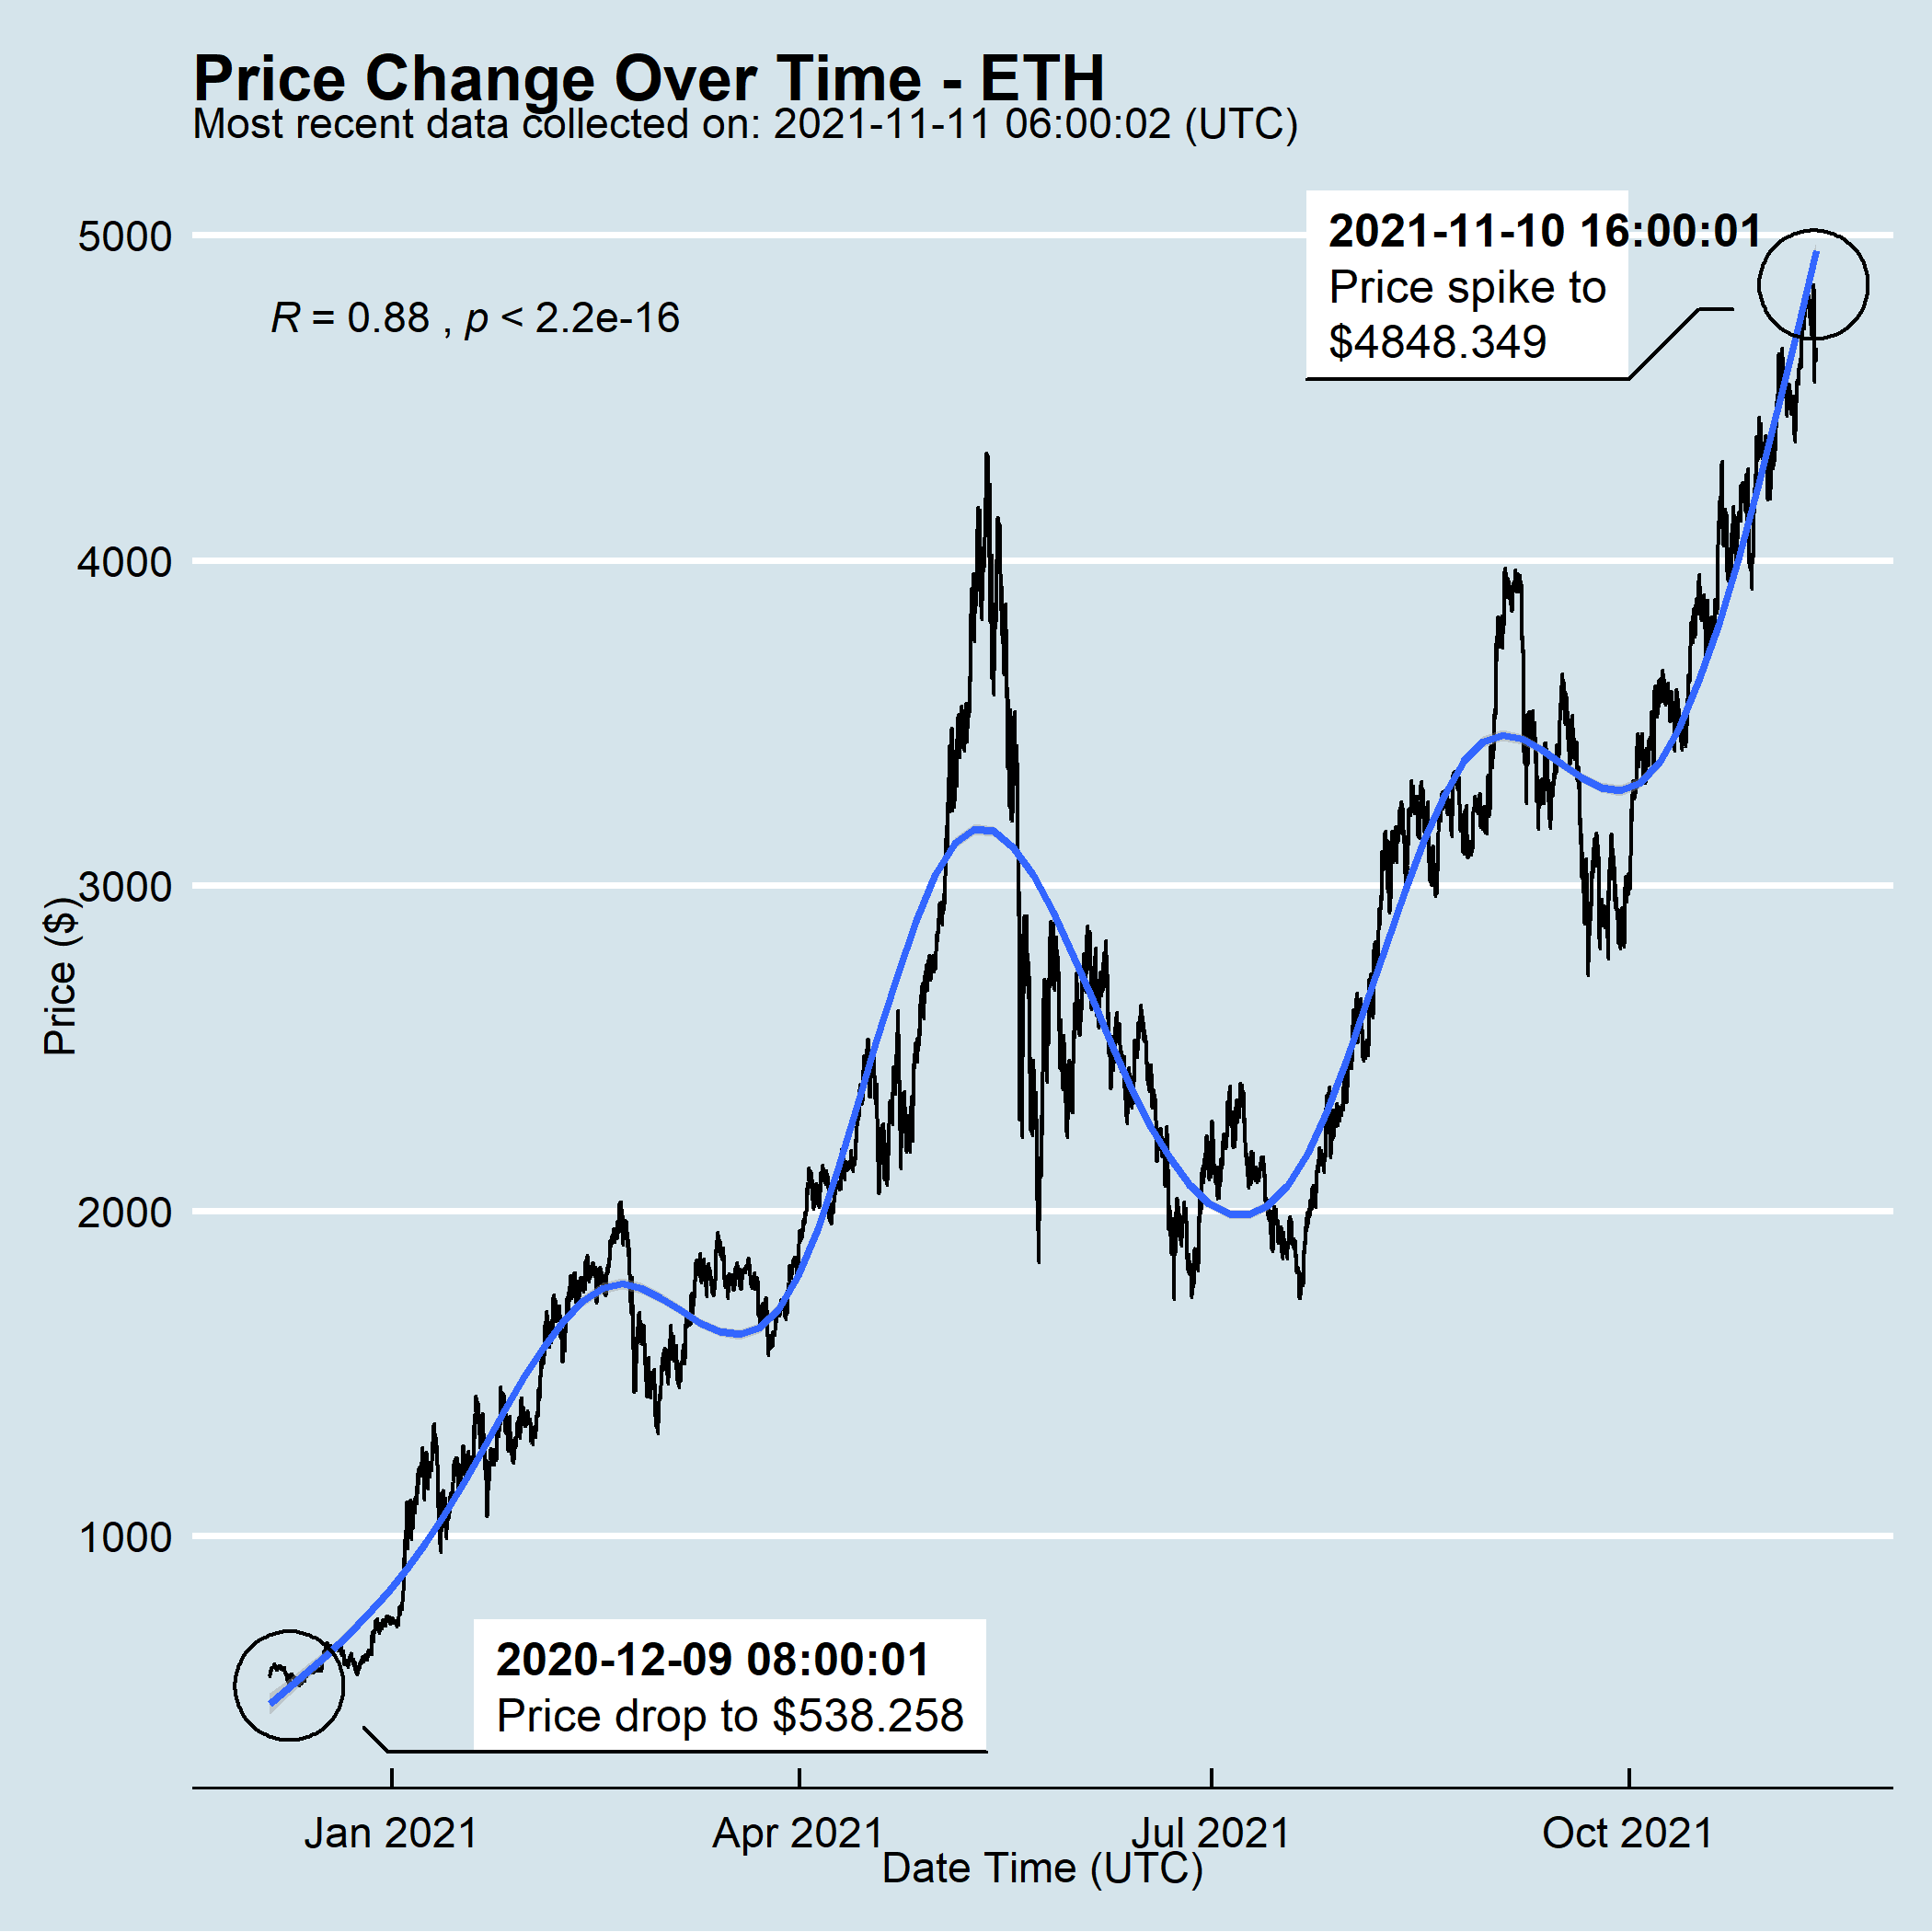 Price Change Over Time - ETH
Most recent data collected on: 2021-11-11 06:00:02 (UTC)
2021-11-10 16:00:01
Price spike to
$4848.349
R = 0.88 , p < 2.2e-16
5000
4000
3000
2000
1000
Price ($)
2020-12-09 08:00:01
Price drop to $538.258
Jan 2021
Apr 2021
Jul 2021
Oct 2021
Date Time (UTC)